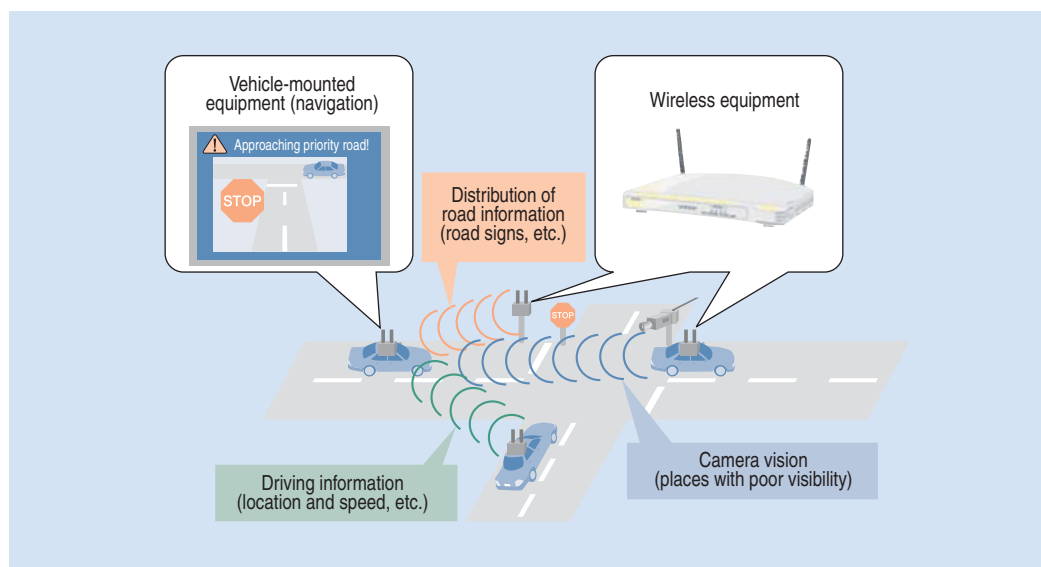 Vehicle-mounted
equipment (navigation)
Approaching priority road!
STOP
Wireless equipment
Distribution of
road information
(road signs, etc.)
STOP
Driving information
(location and speed, etc.)
Camera vision
(places with poor visibility)